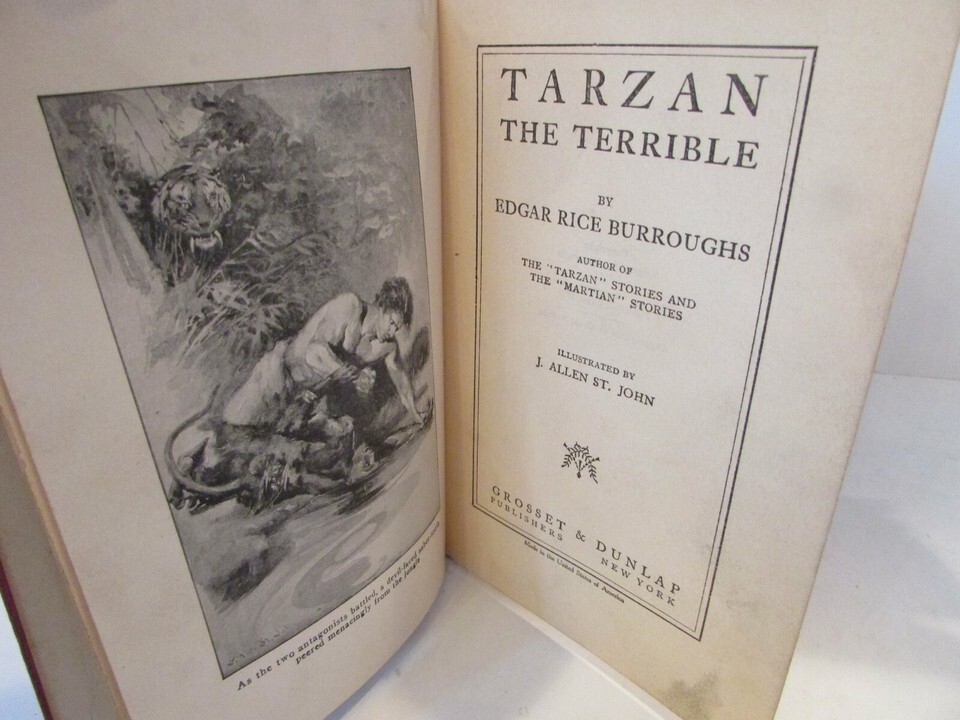 As the two antagonists battled, a devil-faced saber-tooth
peered menacingly from the jungle
TARZAN
THE TERRIBLE
BY
EDGAR RICE BURROUGHS
AUTHOR OF
THE "TARZAN" STORIES AND
THE "MARTIAN" STORIES
ILLUSTRATED BY
J. ALLEN ST. JOHN
GROSSET & DUNLAP
PUBLISHERS NEW YORK
Made in the United States of America